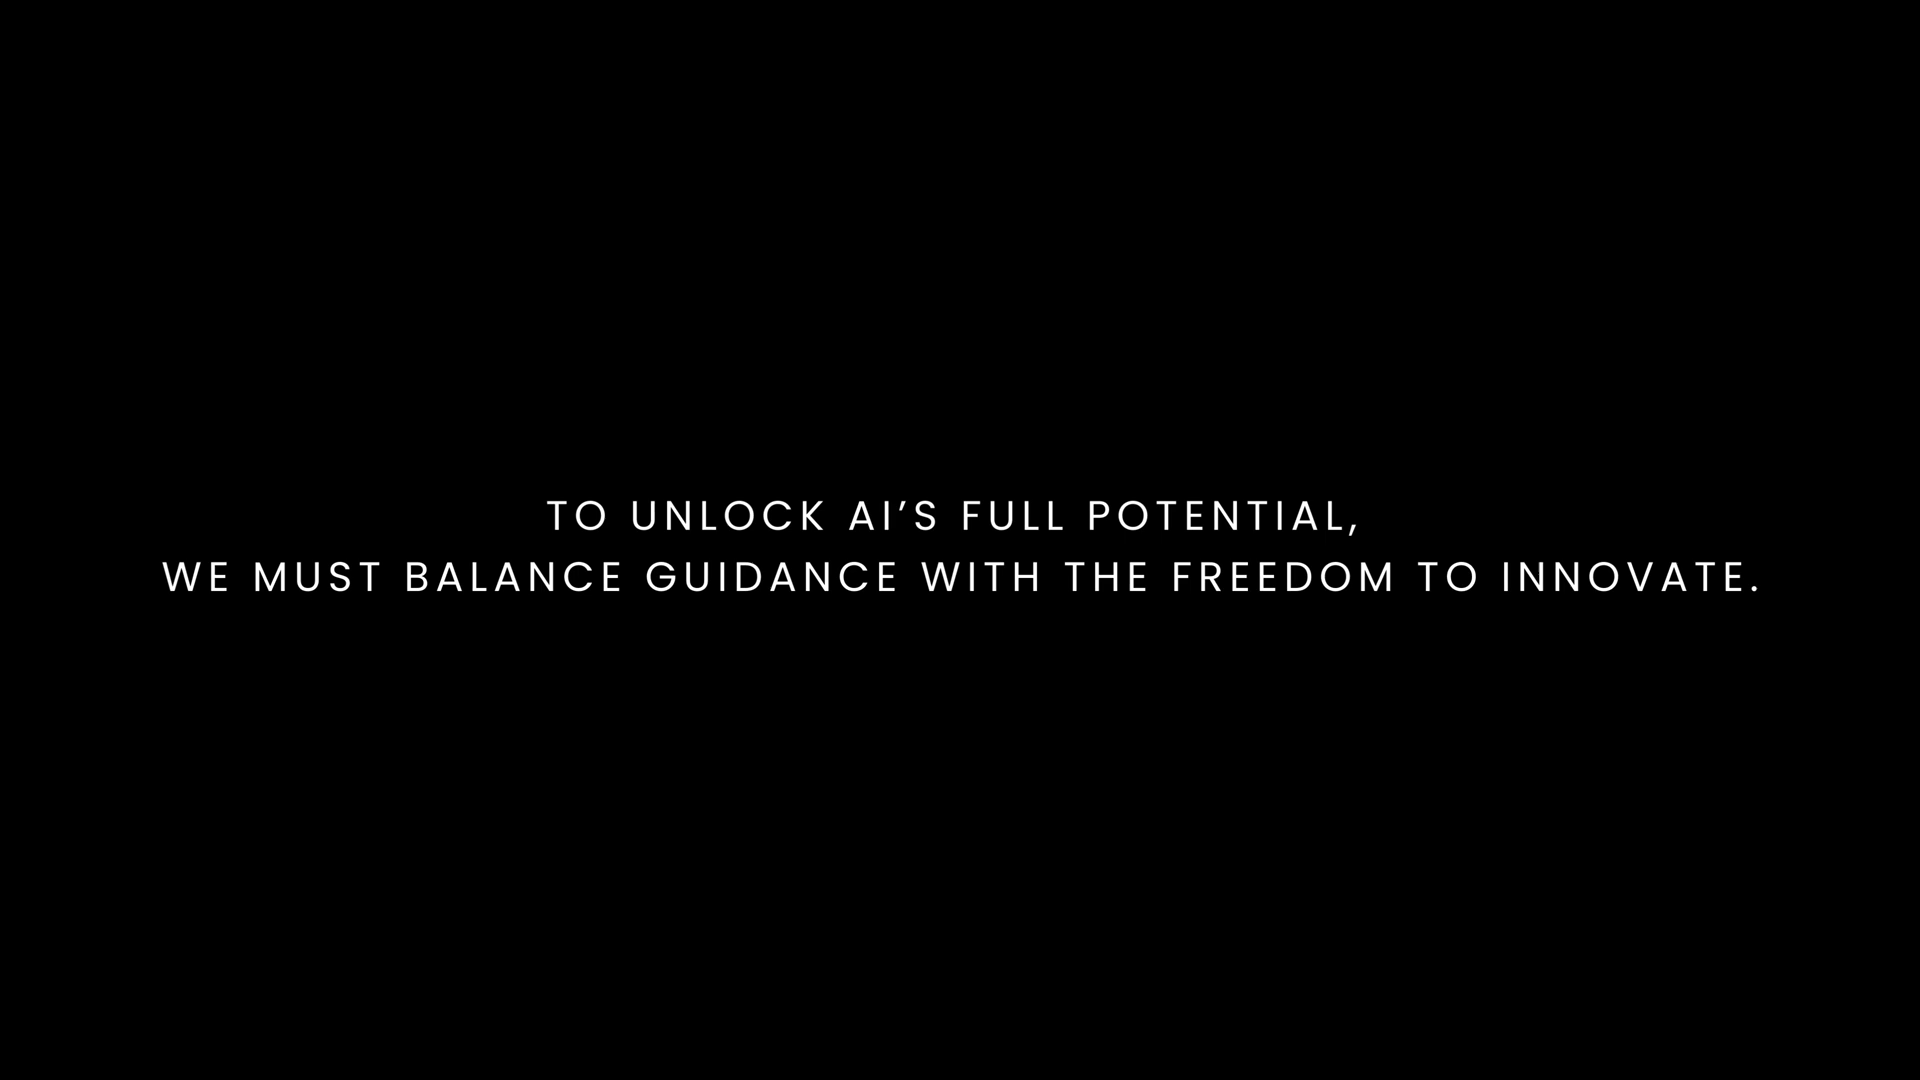 TO UNLOCK AI’S FULL POTENTIAL,
WE MUST BALANCE GUIDANCE WITH THE FREEDOM TO INNOVATE.